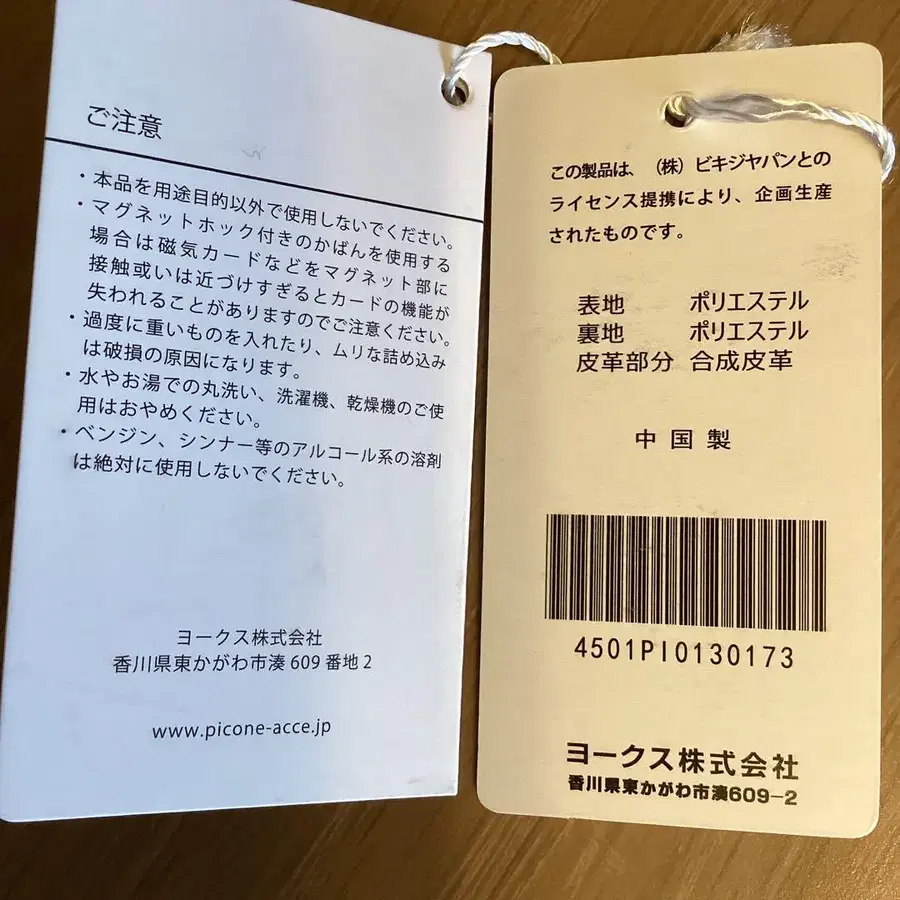 ご注意
・本品を用途目的以外で使用しないでください。
・マグネットホック付きのかばんを使用する
場合は磁気カードなどをマグネット部に
接触或いは近づけすぎるとカードの機能が
失われることがありますのでご注意ください。
・過度に重いものを入れたり、ムリな詰め込み
は破損の原因になります。
・水やお湯での丸洗い、洗濯機、乾燥機のご使
用はおやめください。
・ベンジン、シンナー等のアルコール系の溶剤
は絶対に使用しないでください。
ヨークス株式会社
香川県東かがわ市湊 609 番地 2
www.picone-acce.jp
この製品は、（株）ビキジヤパンとの
ライセンス提携により、企画生産
されたものです。
表地 ポリエステル
裏地 ポリエステル
皮革部分 合成皮革
中国製
4501PI0130173
ヨークス株式会社
香川県東かがわ市湊609−2